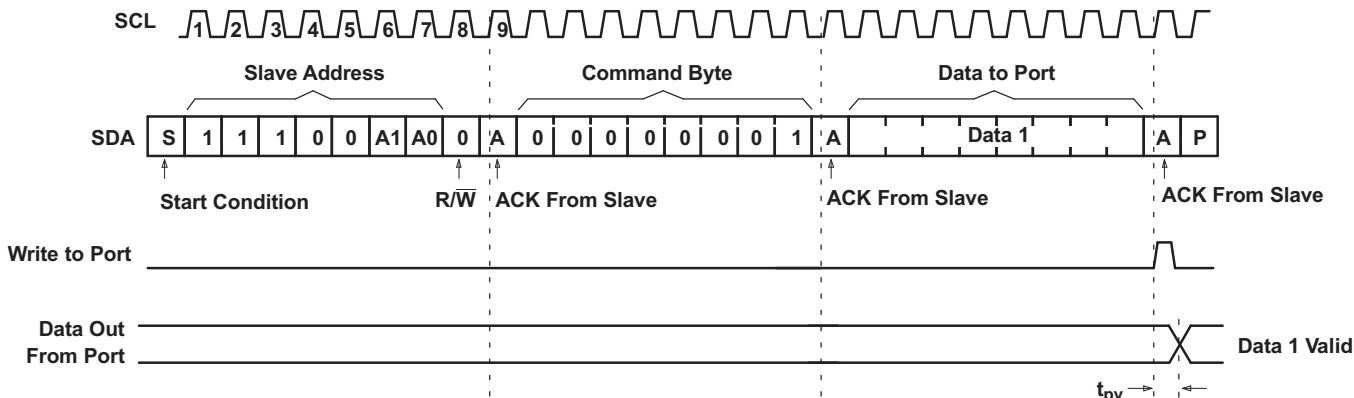 SCL 1 2 3 4 5 6 7 8 9
Slave Address Command Byte Data to Port
SDA S 1 1 1 0 0 A1 A0 0 A 0 0 0 0 0 0 0 1 A Data 1 A P
Start Condition R/W̅ ACK From Slave ACK From Slave ACK From Slave
Write to Port
Data Out
From Port
Data 1 Valid
tpv